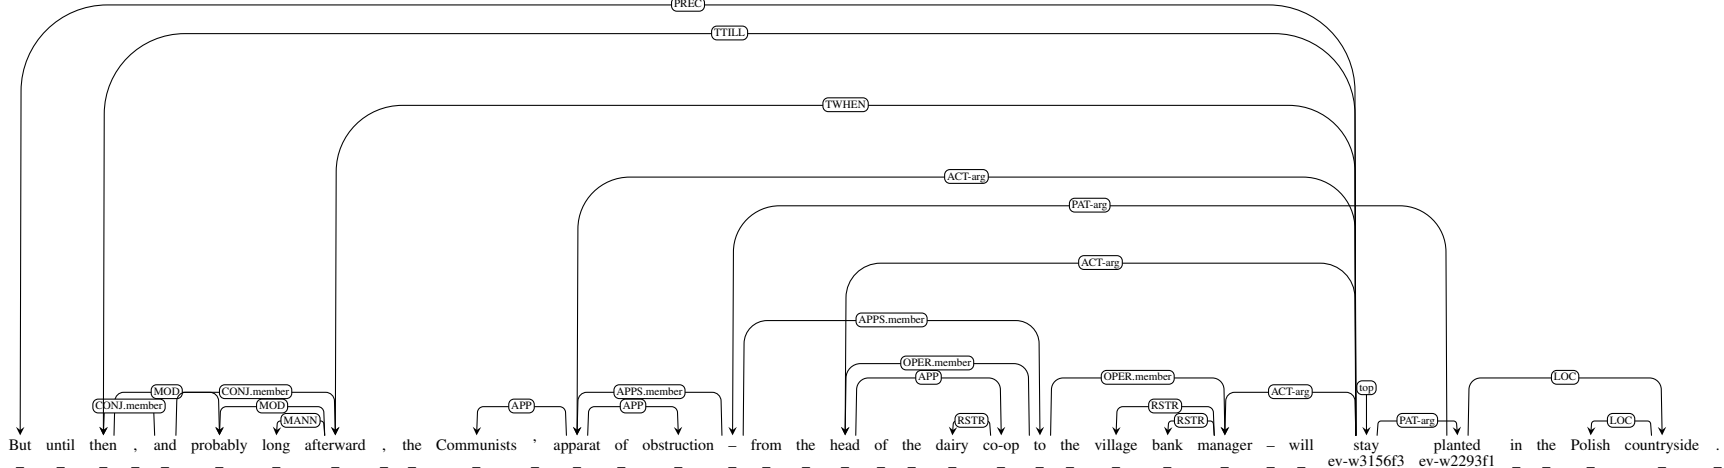 PREC
TTILL
TWHEN
ACT-arg
PAT-arg
ACT-arg
APPS.member
OPER.member
APP OPER.member LOC
top
MOD CONJ.member APPS.member ACT-arg
CONJ.member MOD APP APP RSTR
MANN RSTR RSTR PAT-arg LOC
But until then , and probably long afterward , the Communists ' apparat of obstruction – from the head of the dairy co-op to the village bank manager – will stay planted in the Polish countryside .
_ _ _ _ _ _ _ _ _ _ _ _ _ _ _ _ _ _ _ _ _ _ _ _ _ _ _ _ _ _ _ ev-w3156f3 ev-w2293f1 _ _ _ _ _